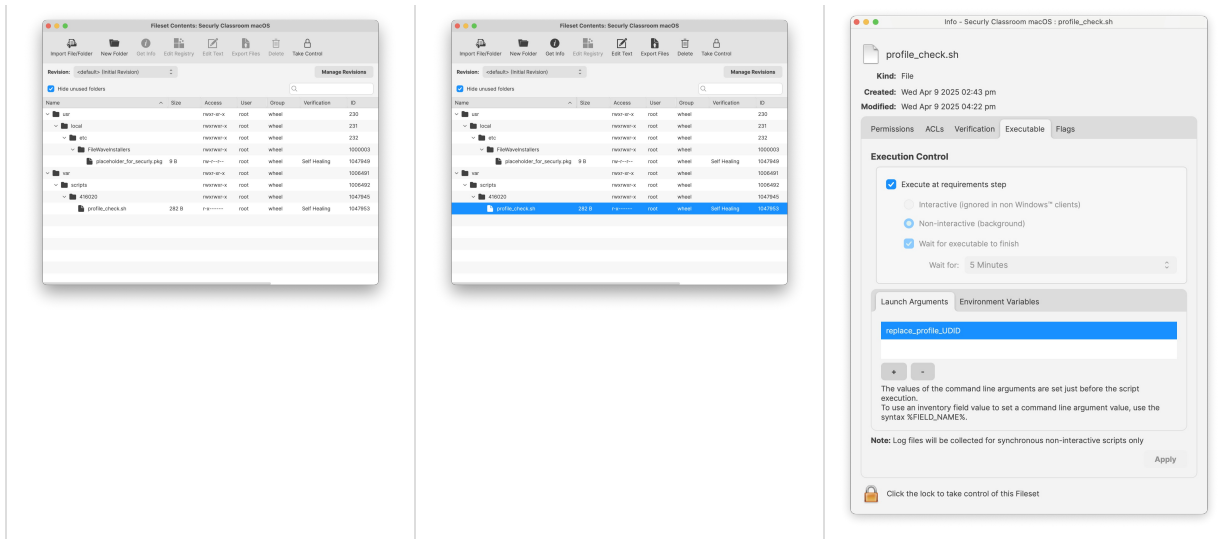 Fileset Contents: Securly Classroom macOS
Import File/Folder New Folder Get Info Edit Registry Edit Text Export Files Delete Take Control
Revision: <default> (Initial Revision) Manage Revisions
Hide unused folders
Name Size Access User Group Verification ID
usr rwxr-xr-x root wheel 230
local rwxrwxr-x root wheel 231
etc rwxrwxr-x root wheel 232
FileWaveInstallers rwxrwxr-x root wheel 1000003
placeholder_for_securly.pkg 9 B rw-r--r-- root wheel Self Healing 1047949
var rwxr-xr-x root wheel 1006491
scripts rwxrwxr-x root wheel 1006492
416020 rwxrwxr-x root wheel 1047945
profile_check.sh 282 B r-x------ root wheel Self Healing 1047953
Fileset Contents: Securly Classroom macOS
Import File/Folder New Folder Get Info Edit Registry Edit Text Export Files Delete Take Control
Revision: <default> (Initial Revision) Manage Revisions
Hide unused folders
Name Size Access User Group Verification ID
usr rwxr-xr-x root wheel 230
local rwxrwxr-x root wheel 231
etc rwxrwxr-x root wheel 232
FileWaveInstallers rwxrwxr-x root wheel 1000003
placeholder_for_securly.pkg 9 B rw-r--r-- root wheel Self Healing 1047949
var rwxr-xr-x root wheel 1006491
scripts rwxrwxr-x root wheel 1006492
416020 rwxrwxr-x root wheel 1047945
profile_check.sh 282 B r-x------ root wheel Self Healing 1047953
Info - Securly Classroom macOS : profile_check.sh
profile_check.sh
Kind: File
Created: Wed Apr 9 2025 02:43 pm
Modified: Wed Apr 9 2025 04:22 pm
Permissions ACLs Verification Executable Flags
Execution Control
Execute at requirements step
Interactive (ignored in non Windows™ clients)
Non-interactive (background)
Wait for executable to finish
Wait for: 5 Minutes
Launch Arguments Environment Variables
replace_profile_UDID
+ -
The values of the command line arguments are set just before the script
execution.
To use an inventory field value to set a command line argument value, use the
syntax %FIELD_NAME%.
Note: Log files will be collected for synchronous non-interactive scripts only
Apply
Click the lock to take control of this Fileset